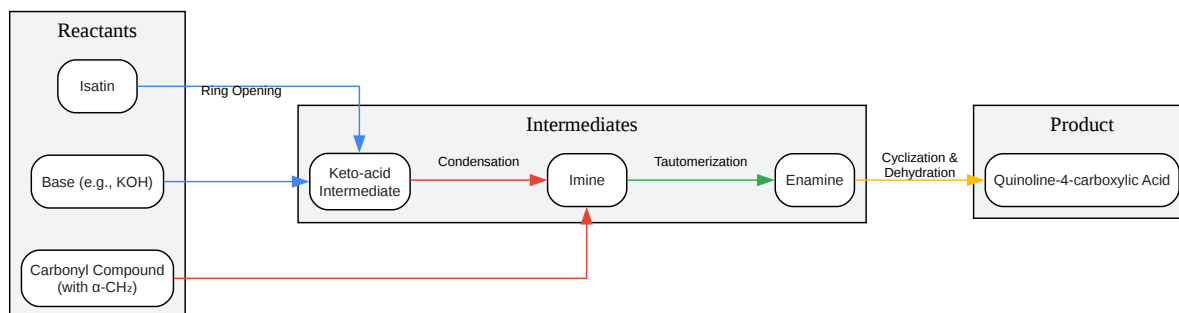 Reactants
Isatin
Ring Opening
Base (e.g., KOH)
Carbonyl Compound
(with α-CH₂)
Intermediates
Keto-acid
Intermediate
Condensation
Imine
Tautomerization
Enamine
Cyclization &
Dehydration
Product
Quinoline-4-carboxylic Acid